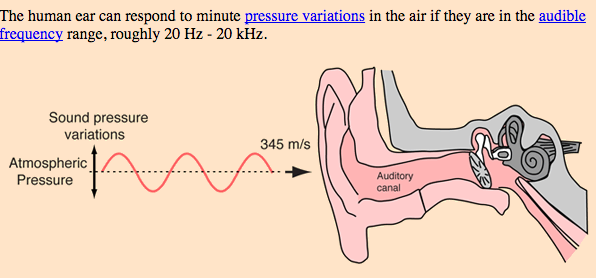 The human ear can respond to minute pressure variations in the air if they are in the audible
frequency range, roughly 20 Hz - 20 kHz.
Sound pressure
variations
345 m/s
Atmospheric
Pressure
Auditory
canal